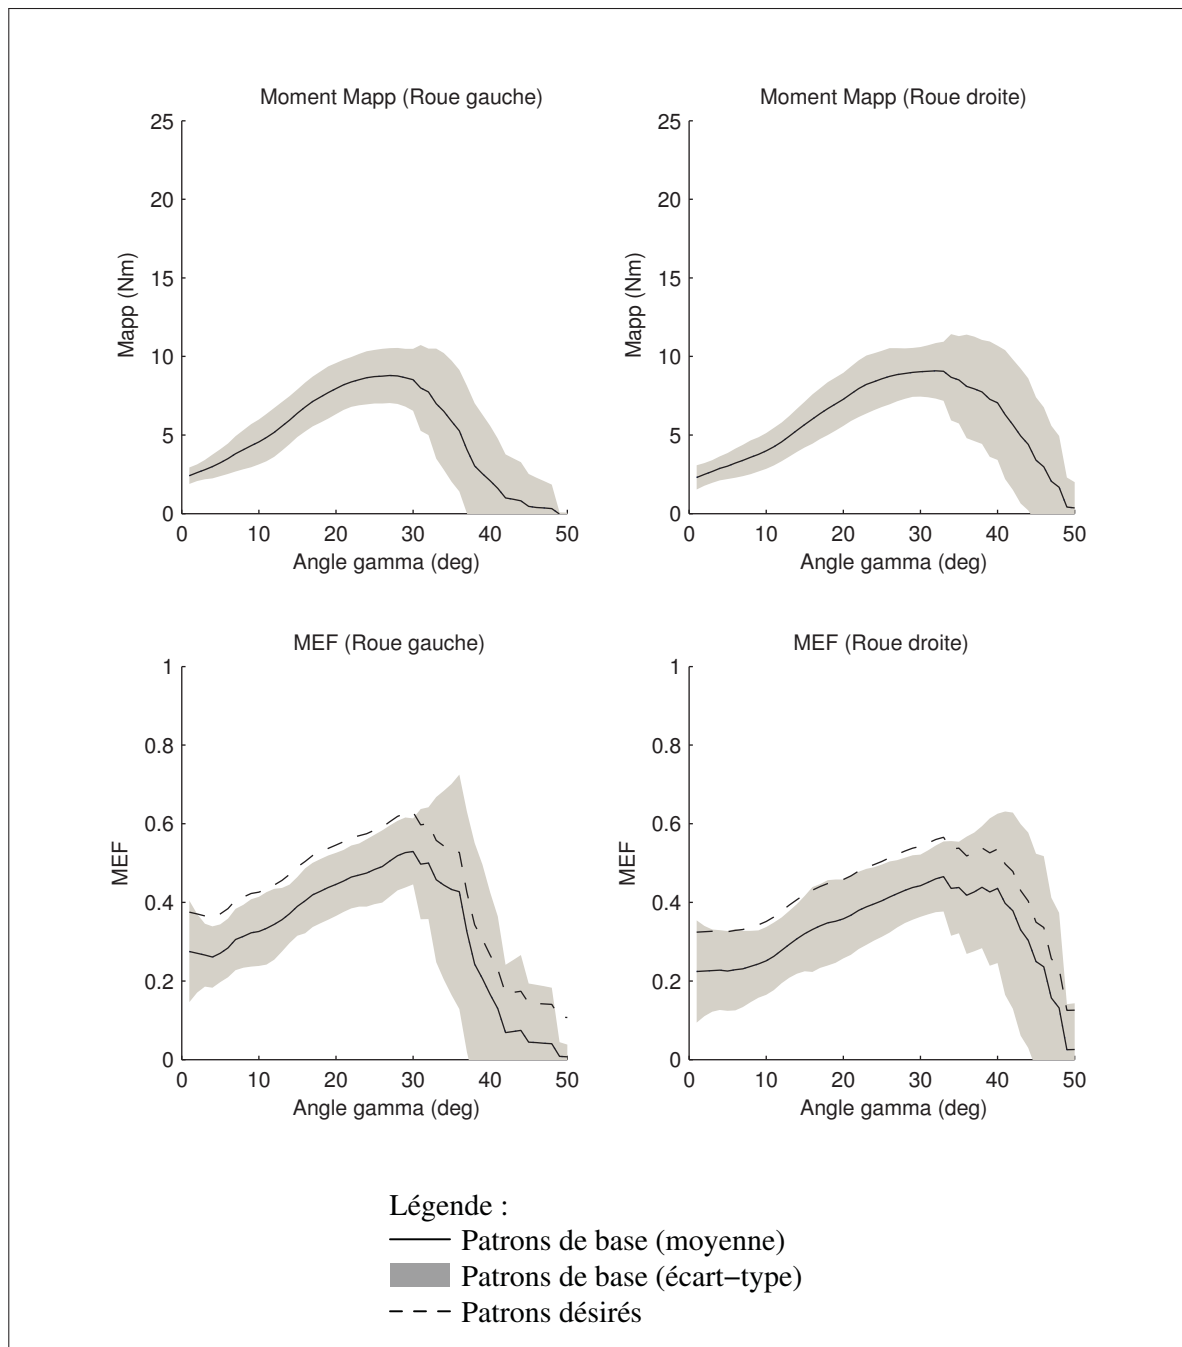 Moment Mapp (Roue gauche)
25
20
15
10
5
0
Mapp (Nm)
0 10 20 30 40 50
Angle gamma (deg)
Moment Mapp (Roue droite)
25
20
15
10
5
0
Mapp (Nm)
0 10 20 30 40 50
Angle gamma (deg)
MEF (Roue gauche)
1
0.8
0.6
0.4
0.2
0
MEF
0 10 20 30 40 50
Angle gamma (deg)
MEF (Roue droite)
1
0.8
0.6
0.4
0.2
0
MEF
0 10 20 30 40 50
Angle gamma (deg)
Légende :
Patrons de base (moyenne)
Patrons de base (écart−type)
Patrons désirés